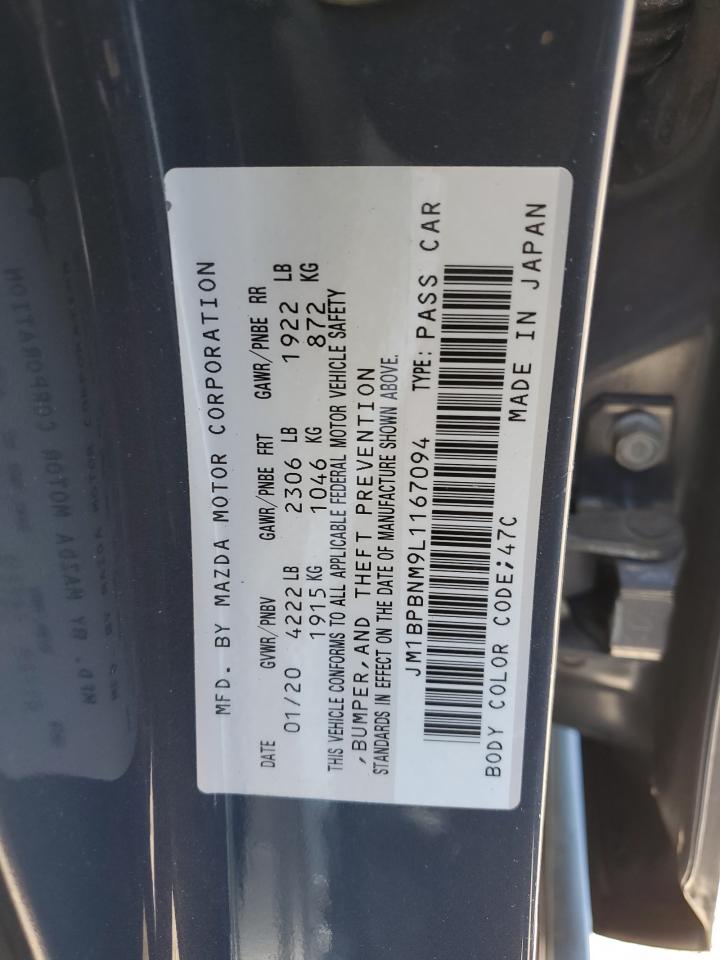 MFD. BY MAZDA MOTOR CORPORATION
DATE GVWR/PNBV GAWR/PNBE FRT GAWR/PNBE RR
01/20 4222 LB 2306 LB 1922 LB
1915 KG 1046 KG 872 KG
THIS VEHICLE CONFORMS TO ALL APPLICABLE FEDERAL MOTOR VEHICLE SAFETY
,BUMPER,AND THEFT PREVENTION
STANDARDS IN EFFECT ON THE DATE OF MANUFACTURE SHOWN ABOVE.
JM1BPBNM9L1167094 TYPE: PASS CAR
BODY COLOR CODE;47C MADE IN JAPAN